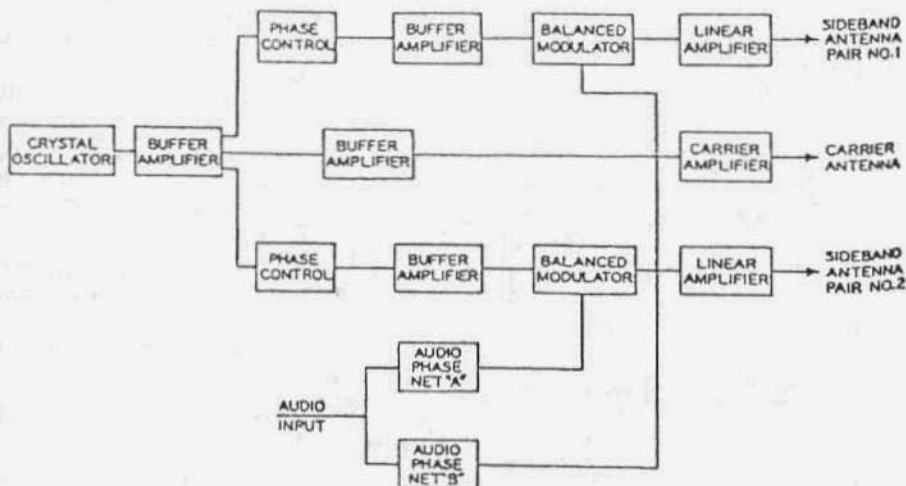 PHASE
CONTROL
BUFFER
AMPLIFIER
BALANCED
MODULATOR
LINEAR
AMPLIFIER
SIDEBAND
ANTENNA
PAIR NO.1
CRYSTAL
OSCILLATOR
BUFFER
AMPLIFIER
BUFFER
AMPLIFIER
CARRIER
AMPLIFIER
CARRIER
ANTENNA
PHASE
CONTROL
BUFFER
AMPLIFIER
BALANCED
MODULATOR
LINEAR
AMPLIFIER
SIDEBAND
ANTENNA
PAIR NO.2
AUDIO
PHASE
NET "A"
AUDIO
INPUT
AUDIO
PHASE
NET "B"